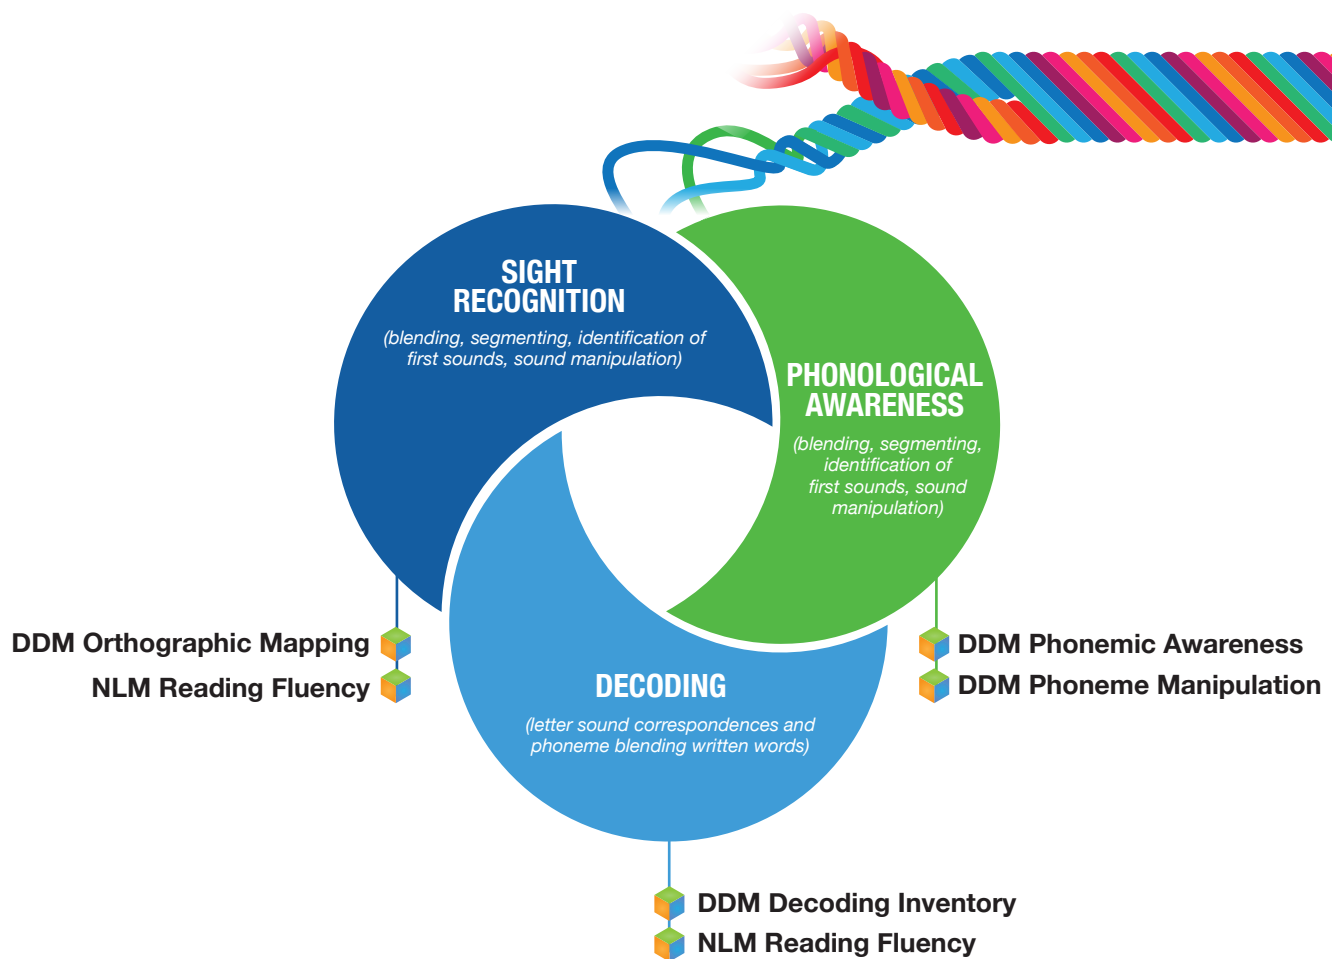 SIGHT
RECOGNITION
(blending, segmenting, identification of
first sounds, sound manipulation)
PHONOLOGICAL
AWARENESS
(blending, segmenting,
identification of
first sounds, sound
manipulation)
DDM Orthographic Mapping
NLM Reading Fluency
DDM Phonemic Awareness
DDM Phoneme Manipulation
DECODING
(letter sound correspondences and
phoneme blending written words)
DDM Decoding Inventory
NLM Reading Fluency